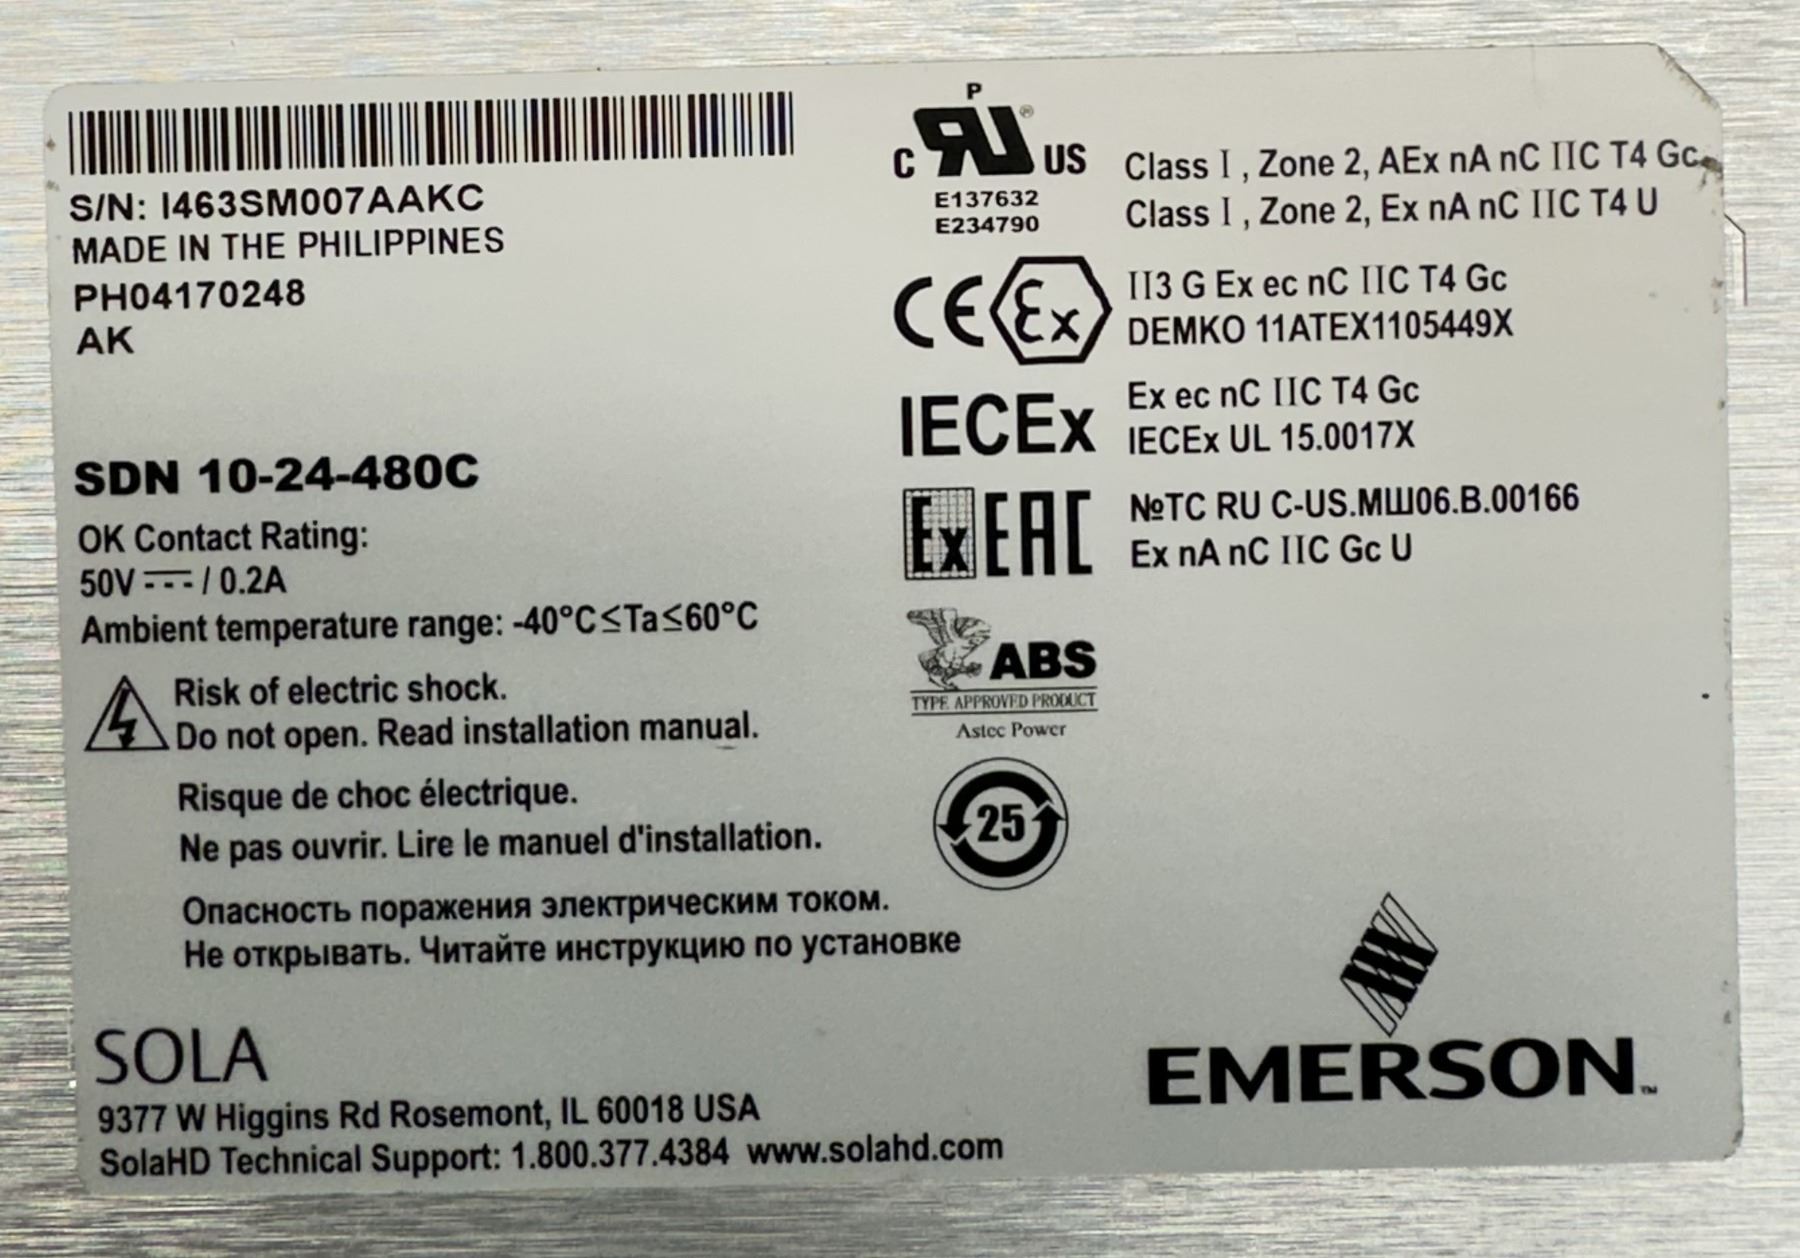 S/N: I463SM007AAKC
MADE IN THE PHILIPPINES
PH04170248
AK
SDN 10-24-480C
OK Contact Rating:
50V ⎓ / 0.2A
Ambient temperature range: -40°C≤Ta≤60°C
Risk of electric shock.
Do not open. Read installation manual.
Risque de choc électrique.
Ne pas ouvrir. Lire le manuel d'installation.
Опасность поражения электрическим током.
Не открывать. Читайте инструкцию по установке
SOLA
9377 W Higgins Rd Rosemont, IL 60018 USA
SolaHD Technical Support: 1.800.377.4384 www.solahd.com
P
C RU® US
E137632
E234790
Class I , Zone 2, AEx nA nC IIC T4 Gc
Class I , Zone 2, Ex nA nC IIC T4 U
CE Ex
II3 G Ex ec nC IIC T4 Gc
DEMKO 11ATEX1105449X
IECEx
Ex ec nC IIC T4 Gc
IECEx UL 15.0017X
Ex EAC
№TC RU C-US.МШ06.B.00166
Ex nA nC IIC Gc U
ABS
TYPE APPROVED PRODUCT
Astec Power
25
EMERSON™